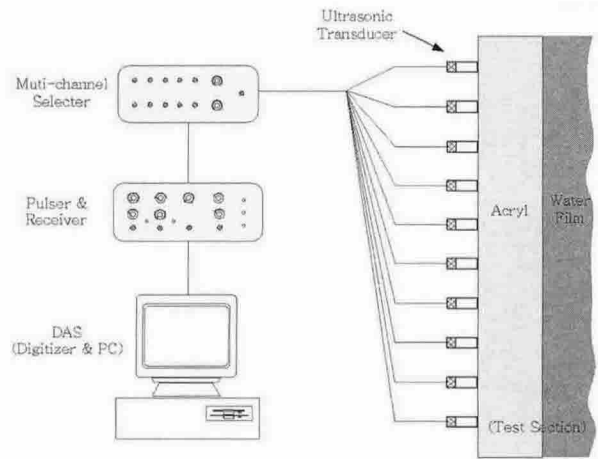 Ultrasonic
Transducer
Muti-channel
Selecter
Pulser &
Receiver
Acryl
Water
Film
DAS
(Digitizer & PC)
(Test Section)